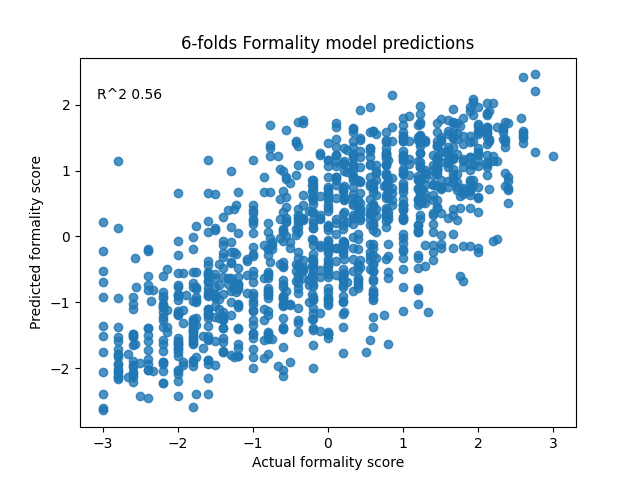 6-folds Formality model predictions
R^2 0.56
2
1
0
−1
−2
Predicted formality score
−3 −2 −1 0 1 2 3
Actual formality score